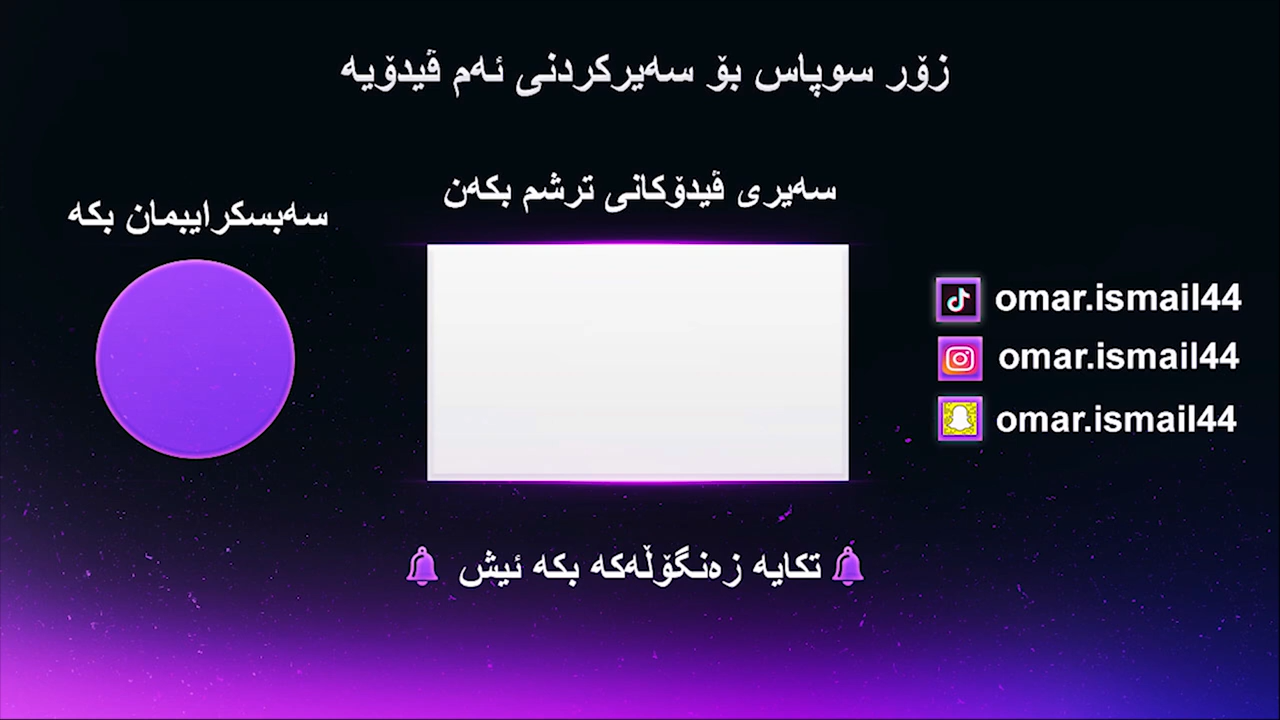 زۆر سوپاس بۆ سەیرکردنی ئەم ڤیدۆیە
سەیری ڤیدۆکانی ترشم بکەن
سەبسکرایبمان بکە
omar.ismail44
omar.ismail44
omar.ismail44
تکایە زەنگۆڵەکە بکە ئیش